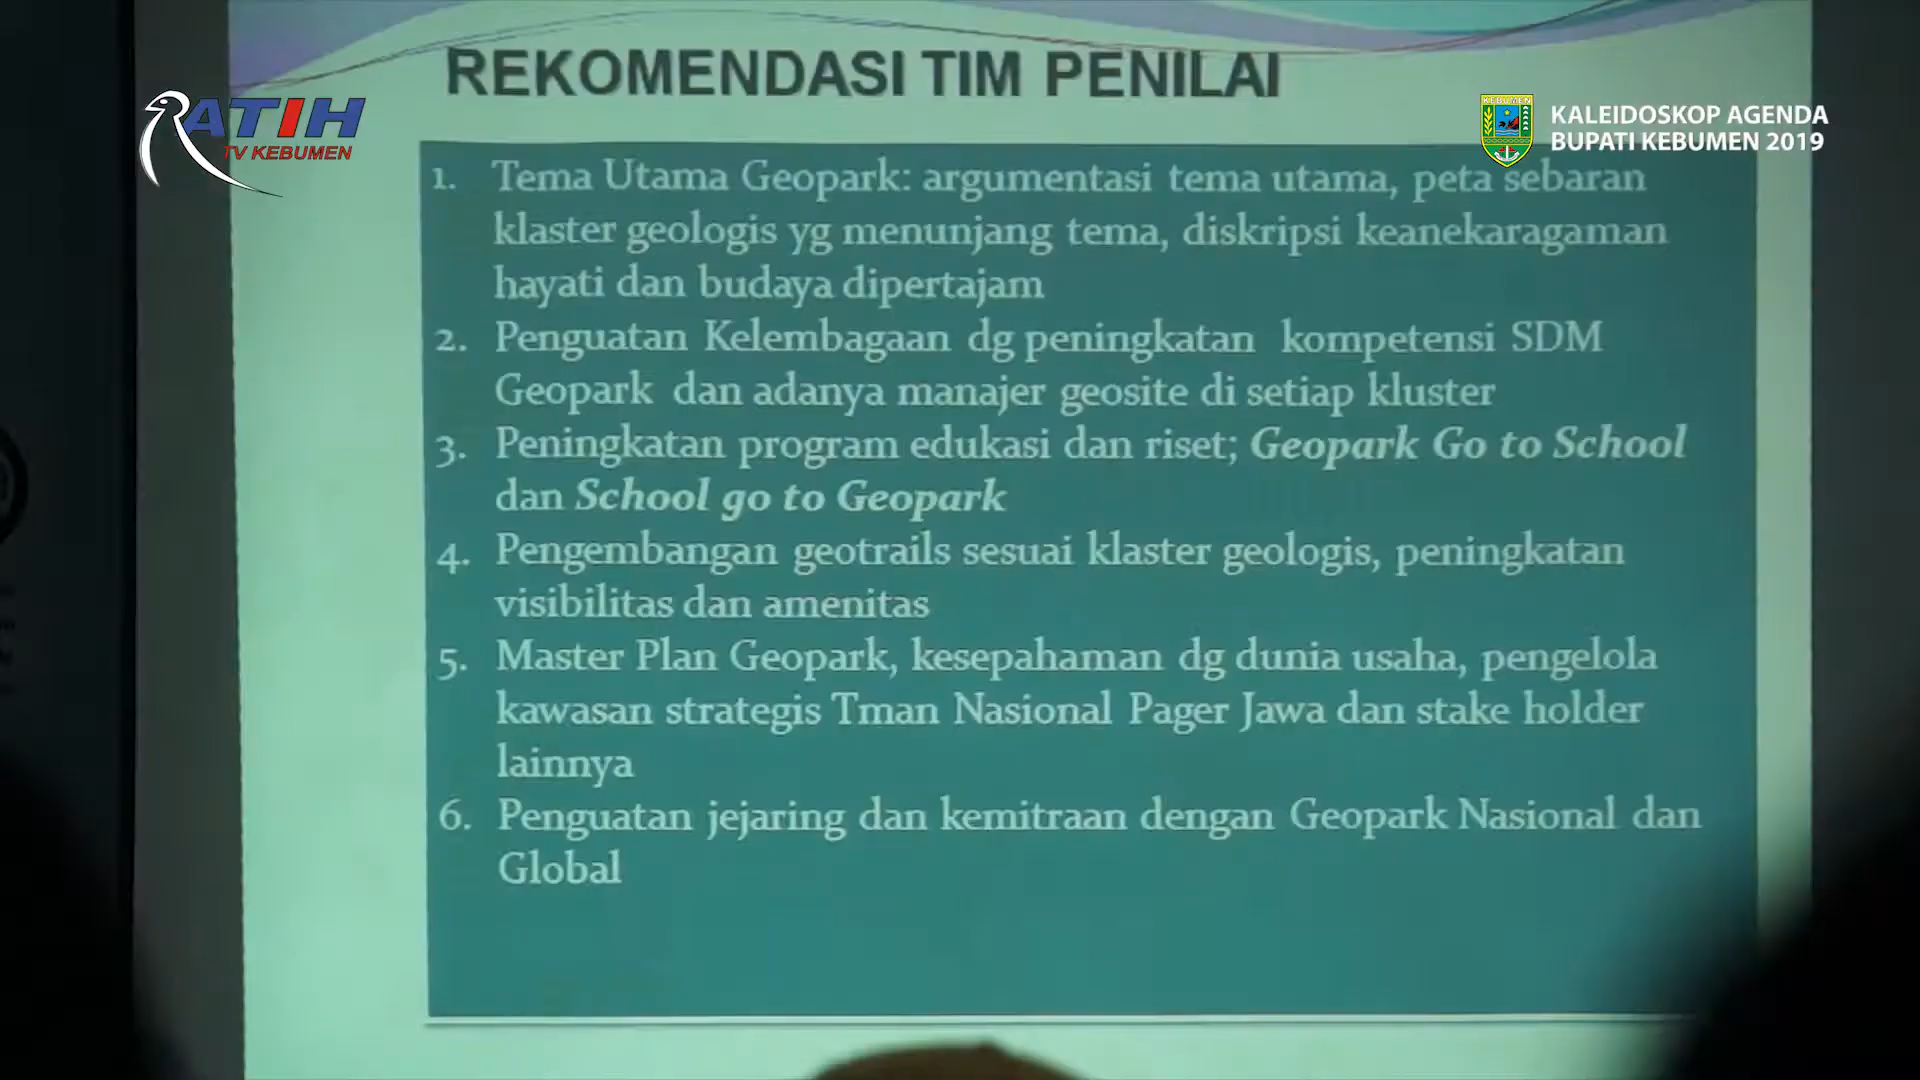 REKOMENDASI TIM PENILAI
RATIH
TV KEBUMEN
KEBUMEN
KALEIDOSKOP AGENDA
BUPATI KEBUMEN 2019
1. Tema Utama Geopark: argumentasi tema utama, peta sebaran
klaster geologis yg menunjang tema, diskripsi keanekaragaman
hayati dan budaya dipertajam
2. Penguatan Kelembagaan dg peningkatan kompetensi SDM
Geopark dan adanya manajer geosite di setiap kluster
3. Peningkatan program edukasi dan riset; Geopark Go to School
dan School go to Geopark
4. Pengembangan geotrails sesuai klaster geologis, peningkatan
visibilitas dan amenitas
5. Master Plan Geopark, kesepahaman dg dunia usaha, pengelola
kawasan strategis Tman Nasional Pager Jawa dan stake holder
lainnya
6. Penguatan jejaring dan kemitraan dengan Geopark Nasional dan
Global